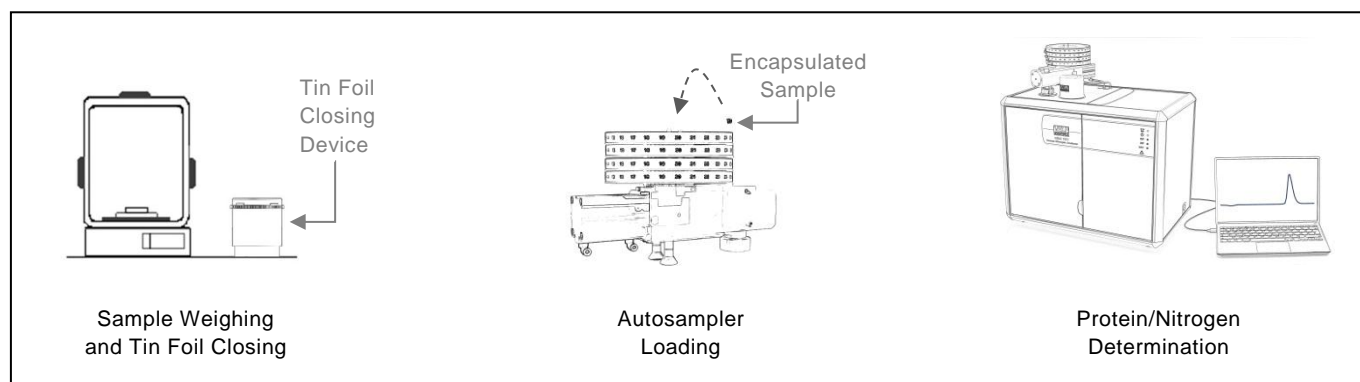 Tin Foil
Closing
Device
Encapsulated
Sample
Sample Weighing
and Tin Foil Closing
Autosampler
Loading
Protein/Nitrogen
Determination